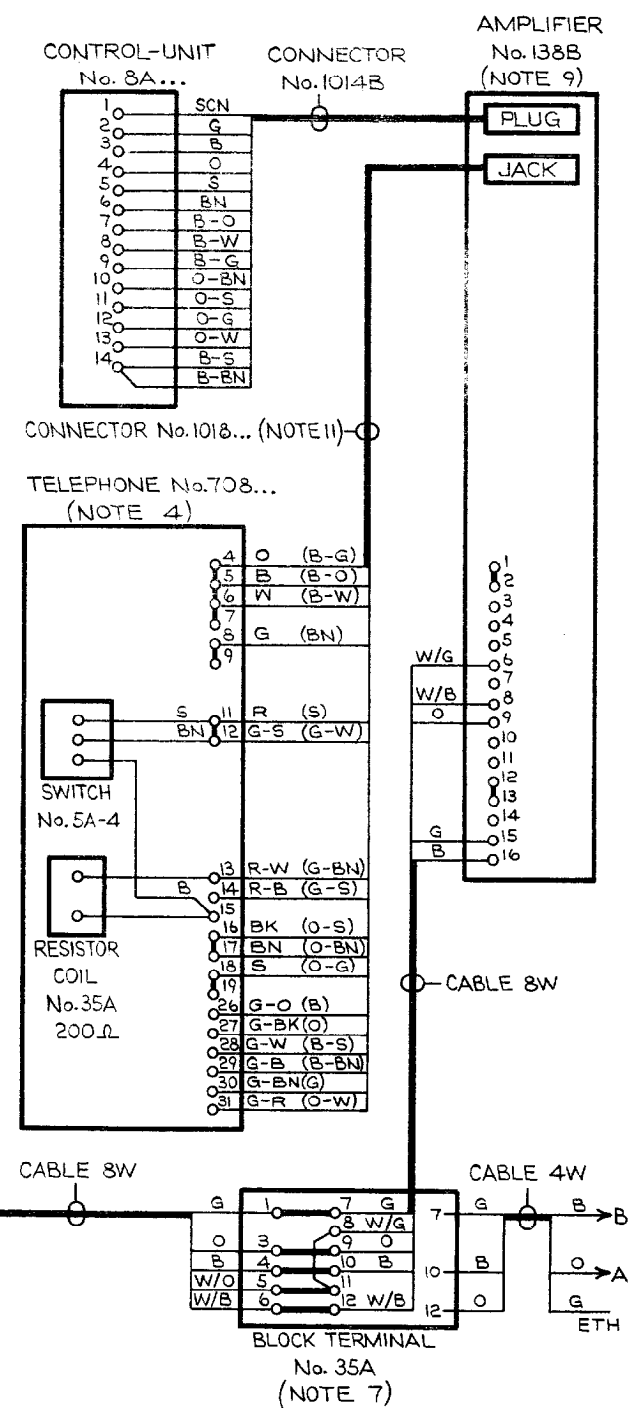 AMPLIFIER
No. 138B
(NOTE 9)
CONTROL-UNIT
No. 8A...
CONNECTOR
No. 1014B
PLUG
JACK
1 SCN
2 G
3 B
4 O
5 S
6 BN
7 B-O
8 B-W
9 B-G
10 O-BN
11 O-S
12 O-G
13 O-W
14 B-S
B-BN
CONNECTOR No. 1018... (NOTE 11)
TELEPHONE No. 708...
(NOTE 4)
4 O (B-G)
5 B (B-O)
6 W (B-W)
7
8 G (BN)
9
S 11 R (S)
BN 12 G-S (G-W)
SWITCH
No. 5A-4
13 R-W (G-BN)
B 14 R-B (G-S)
15
16 BK (O-S)
17 BN (O-BN)
18 S (O-G)
19
26 G-O (B)
27 G-BK (O)
28 G-W (B-S)
29 G-B (B-BN)
30 G-BN (G)
31 G-R (O-W)
RESISTOR
COIL
No. 35A
200Ω
1
2
3
4
5
W/G 6
7
W/B 8
O 9
10
11
12
13
14
G 15
B 16
CABLE 8W
CABLE 8W
CABLE 4W
G 1 7 G 7 G B B
8 W/G
O 3 9 O
B 4 10 B 10 B O A
W/O 5 11
W/B 6 12 W/B 12 O G
ETH
BLOCK TERMINAL
No. 35A
(NOTE 7)